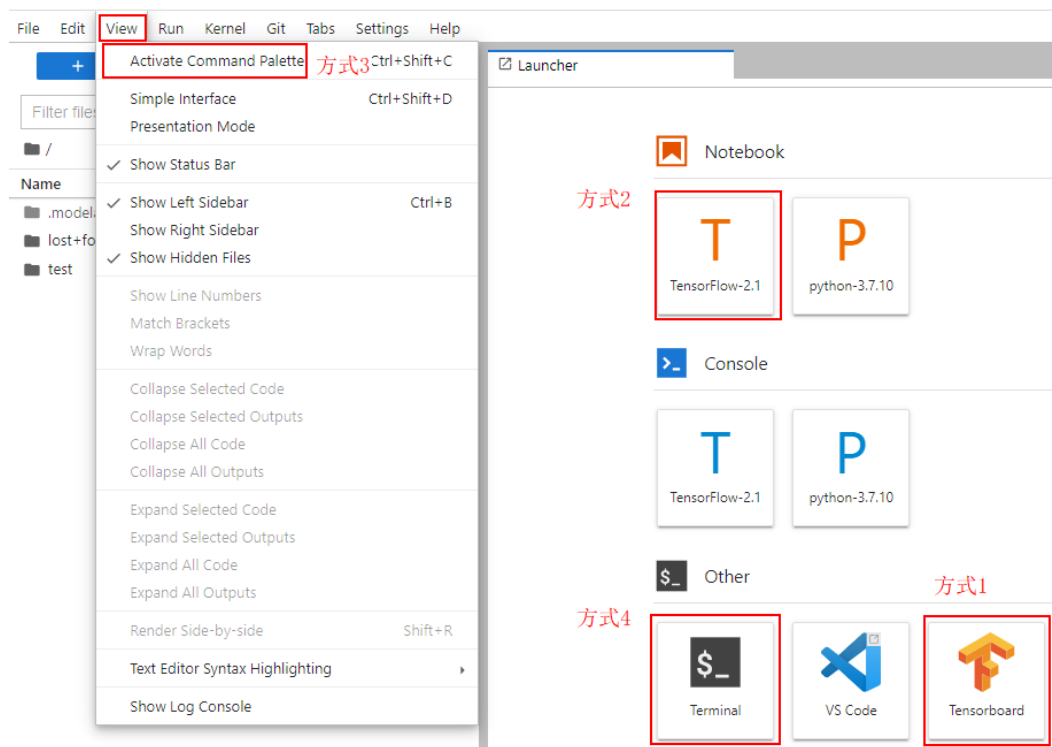 File Edit View Run Kernel Git Tabs Settings Help
+
Filter files
/
Name
.modela
lost+fo
test
Activate Command Palette 方式3 Ctrl+Shift+C
Simple Interface Ctrl+Shift+D
Presentation Mode
Show Status Bar
Show Left Sidebar Ctrl+B
Show Right Sidebar
Show Hidden Files
Show Line Numbers
Match Brackets
Wrap Words
Collapse Selected Code
Collapse Selected Outputs
Collapse All Code
Collapse All Outputs
Expand Selected Code
Expand Selected Outputs
Expand All Code
Expand All Outputs
Render Side-by-side Shift+R
Text Editor Syntax Highlighting
Show Log Console
Launcher
Notebook
方式2
T P
TensorFlow-2.1 python-3.7.10
Console
T P
TensorFlow-2.1 python-3.7.10
$_ Other
方式1
方式4
$_
Terminal VS Code Tensorboard